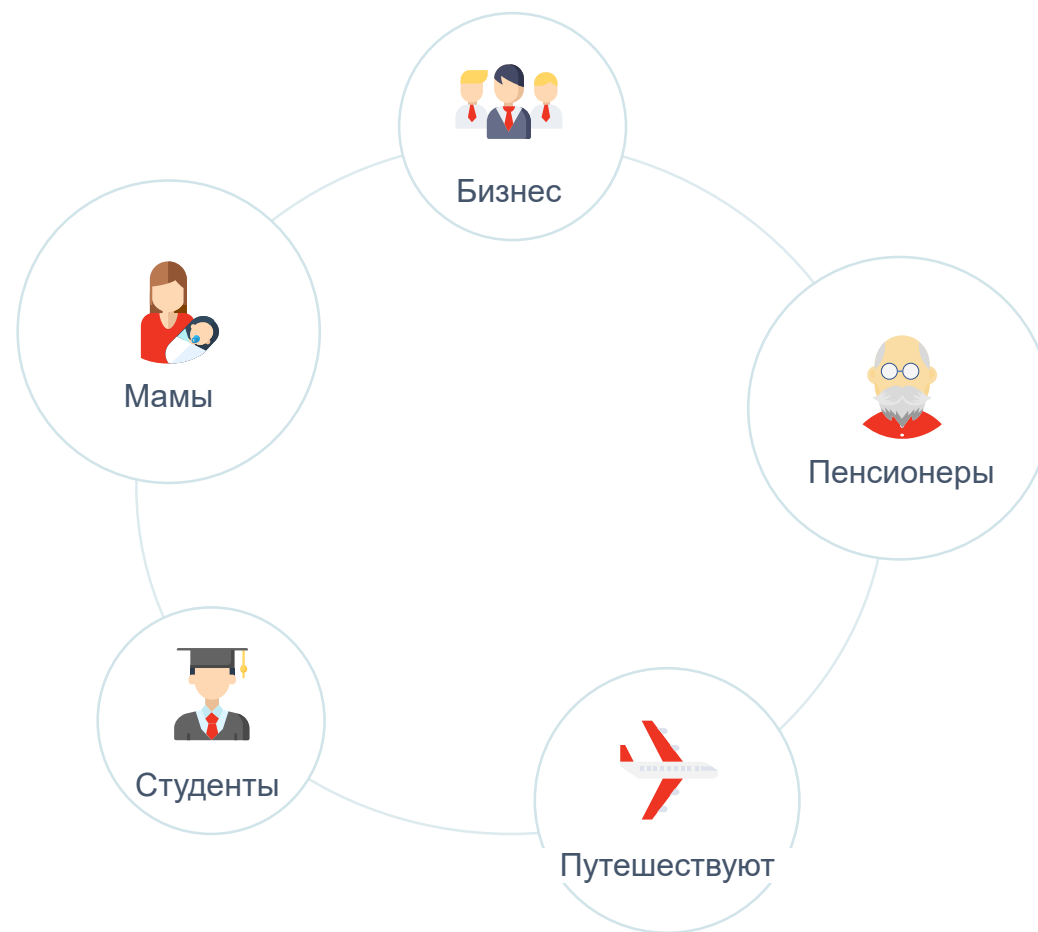 Бизнес
Мамы
Пенсионеры
Студенты
Путешествуют